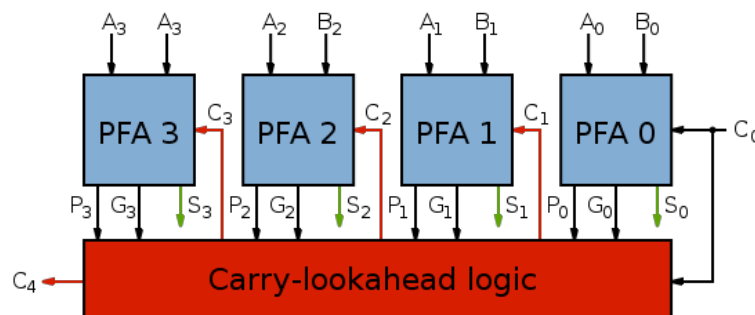 A₃ A₃ A₂ B₂ A₁ B₁ A₀ B₀
PFA 3 C₃ PFA 2 C₂ PFA 1 C₁ PFA 0 C₀
P₃ G₃ S₃ P₂ G₂ S₂ P₁ G₁ S₁ P₀ G₀ S₀
C₄ Carry-lookahead logic